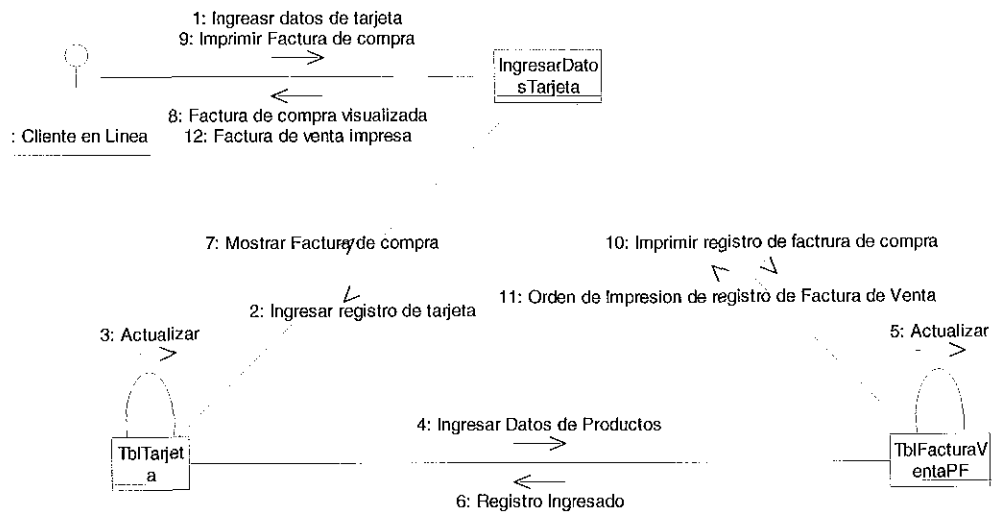 1: Ingreasr datos de tarjeta
9: Imprimir Factura de compra
IngresarDato
sTarjeta
8: Factura de compra visualizada
12: Factura de venta impresa
: Cliente en Linea
7: Mostrar Factura de compra
10: Imprimir registro de factrura de compra
11: Orden de Impresion de registro de Factura de Venta
2: Ingresar registro de tarjeta
3: Actualizar
5: Actualizar
4: Ingresar Datos de Productos
TblTarjet
a
TblFacturaV
entaPF
6: Registro Ingresado